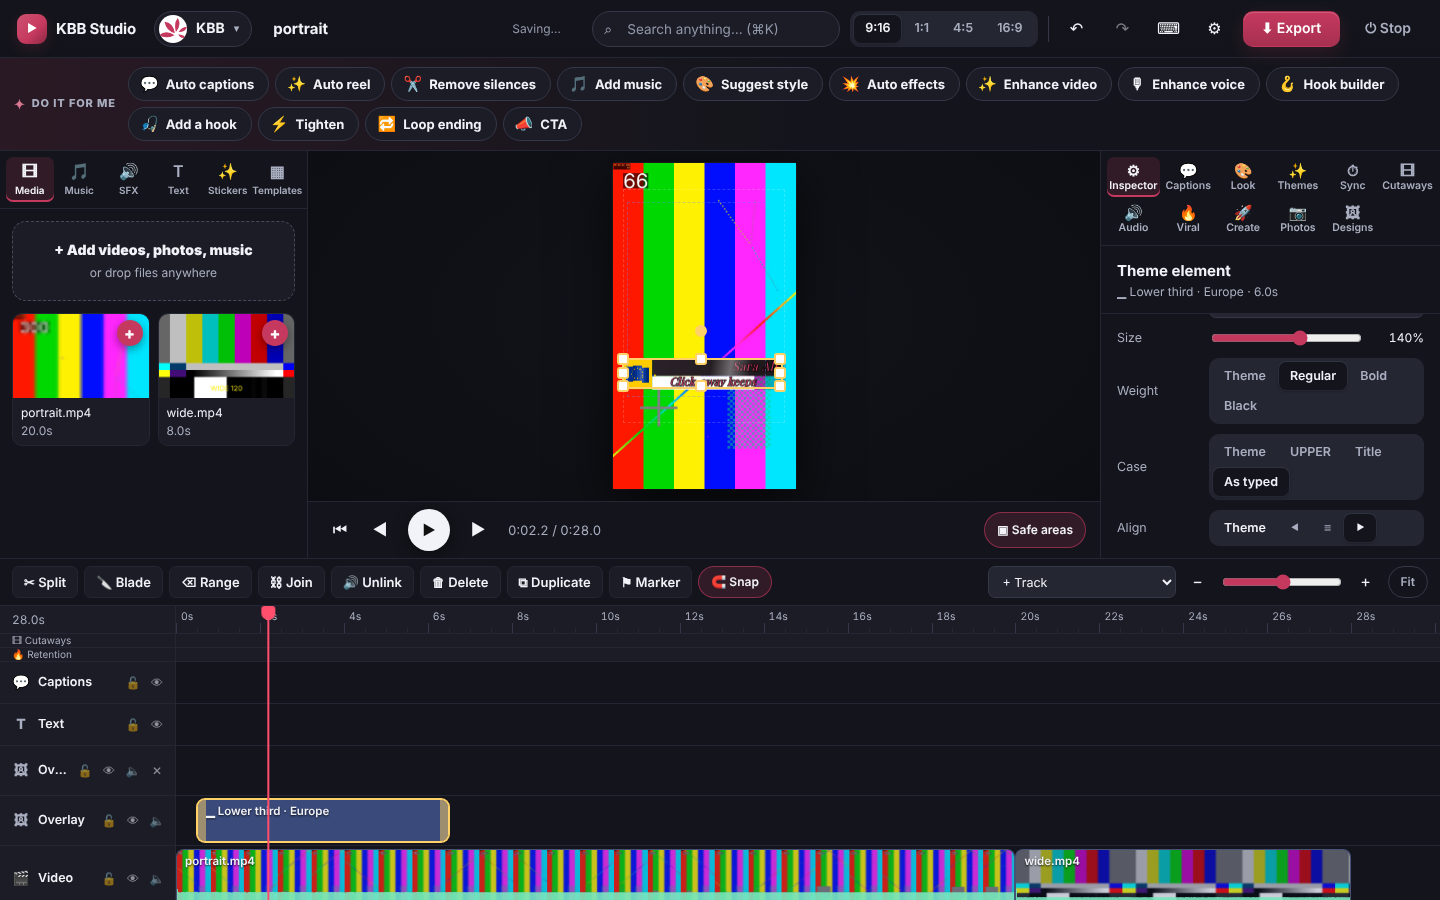 KBB Studio
KBB
portrait
Saving...
Search anything... (⌘K)
9:16
1:1
4:5
16:9
Export
Stop
DO IT FOR ME
Auto captions
Auto reel
Remove silences
Add music
Suggest style
Auto effects
Enhance video
Enhance voice
Hook builder
Add a hook
Tighten
Loop ending
CTA
Media
Music
SFX
Text
Stickers
Templates
+ Add videos, photos, music
or drop files anywhere
portrait.mp4
20.0s
WIDE 120
wide.mp4
8.0s
66
Sara M
Click away keeps
0:02.2 / 0:28.0
Safe areas
Inspector
Captions
Look
Themes
Sync
Cutaways
Audio
Viral
Create
Photos
Designs
Theme element
Lower third · Europe · 6.0s
Size
140%
Weight
Theme
Regular
Bold
Black
Case
Theme
UPPER
Title
As typed
Align
Theme
Split
Blade
Range
Join
Unlink
Delete
Duplicate
Marker
Snap
+ Track
Fit
28.0s
0s
4s
6s
8s
10s
12s
14s
16s
18s
20s
22s
24s
26s
28s
Cutaways
Retention
Captions
Text
Ov...
Overlay
Lower third · Europe
Video
portrait.mp4
wide.mp4